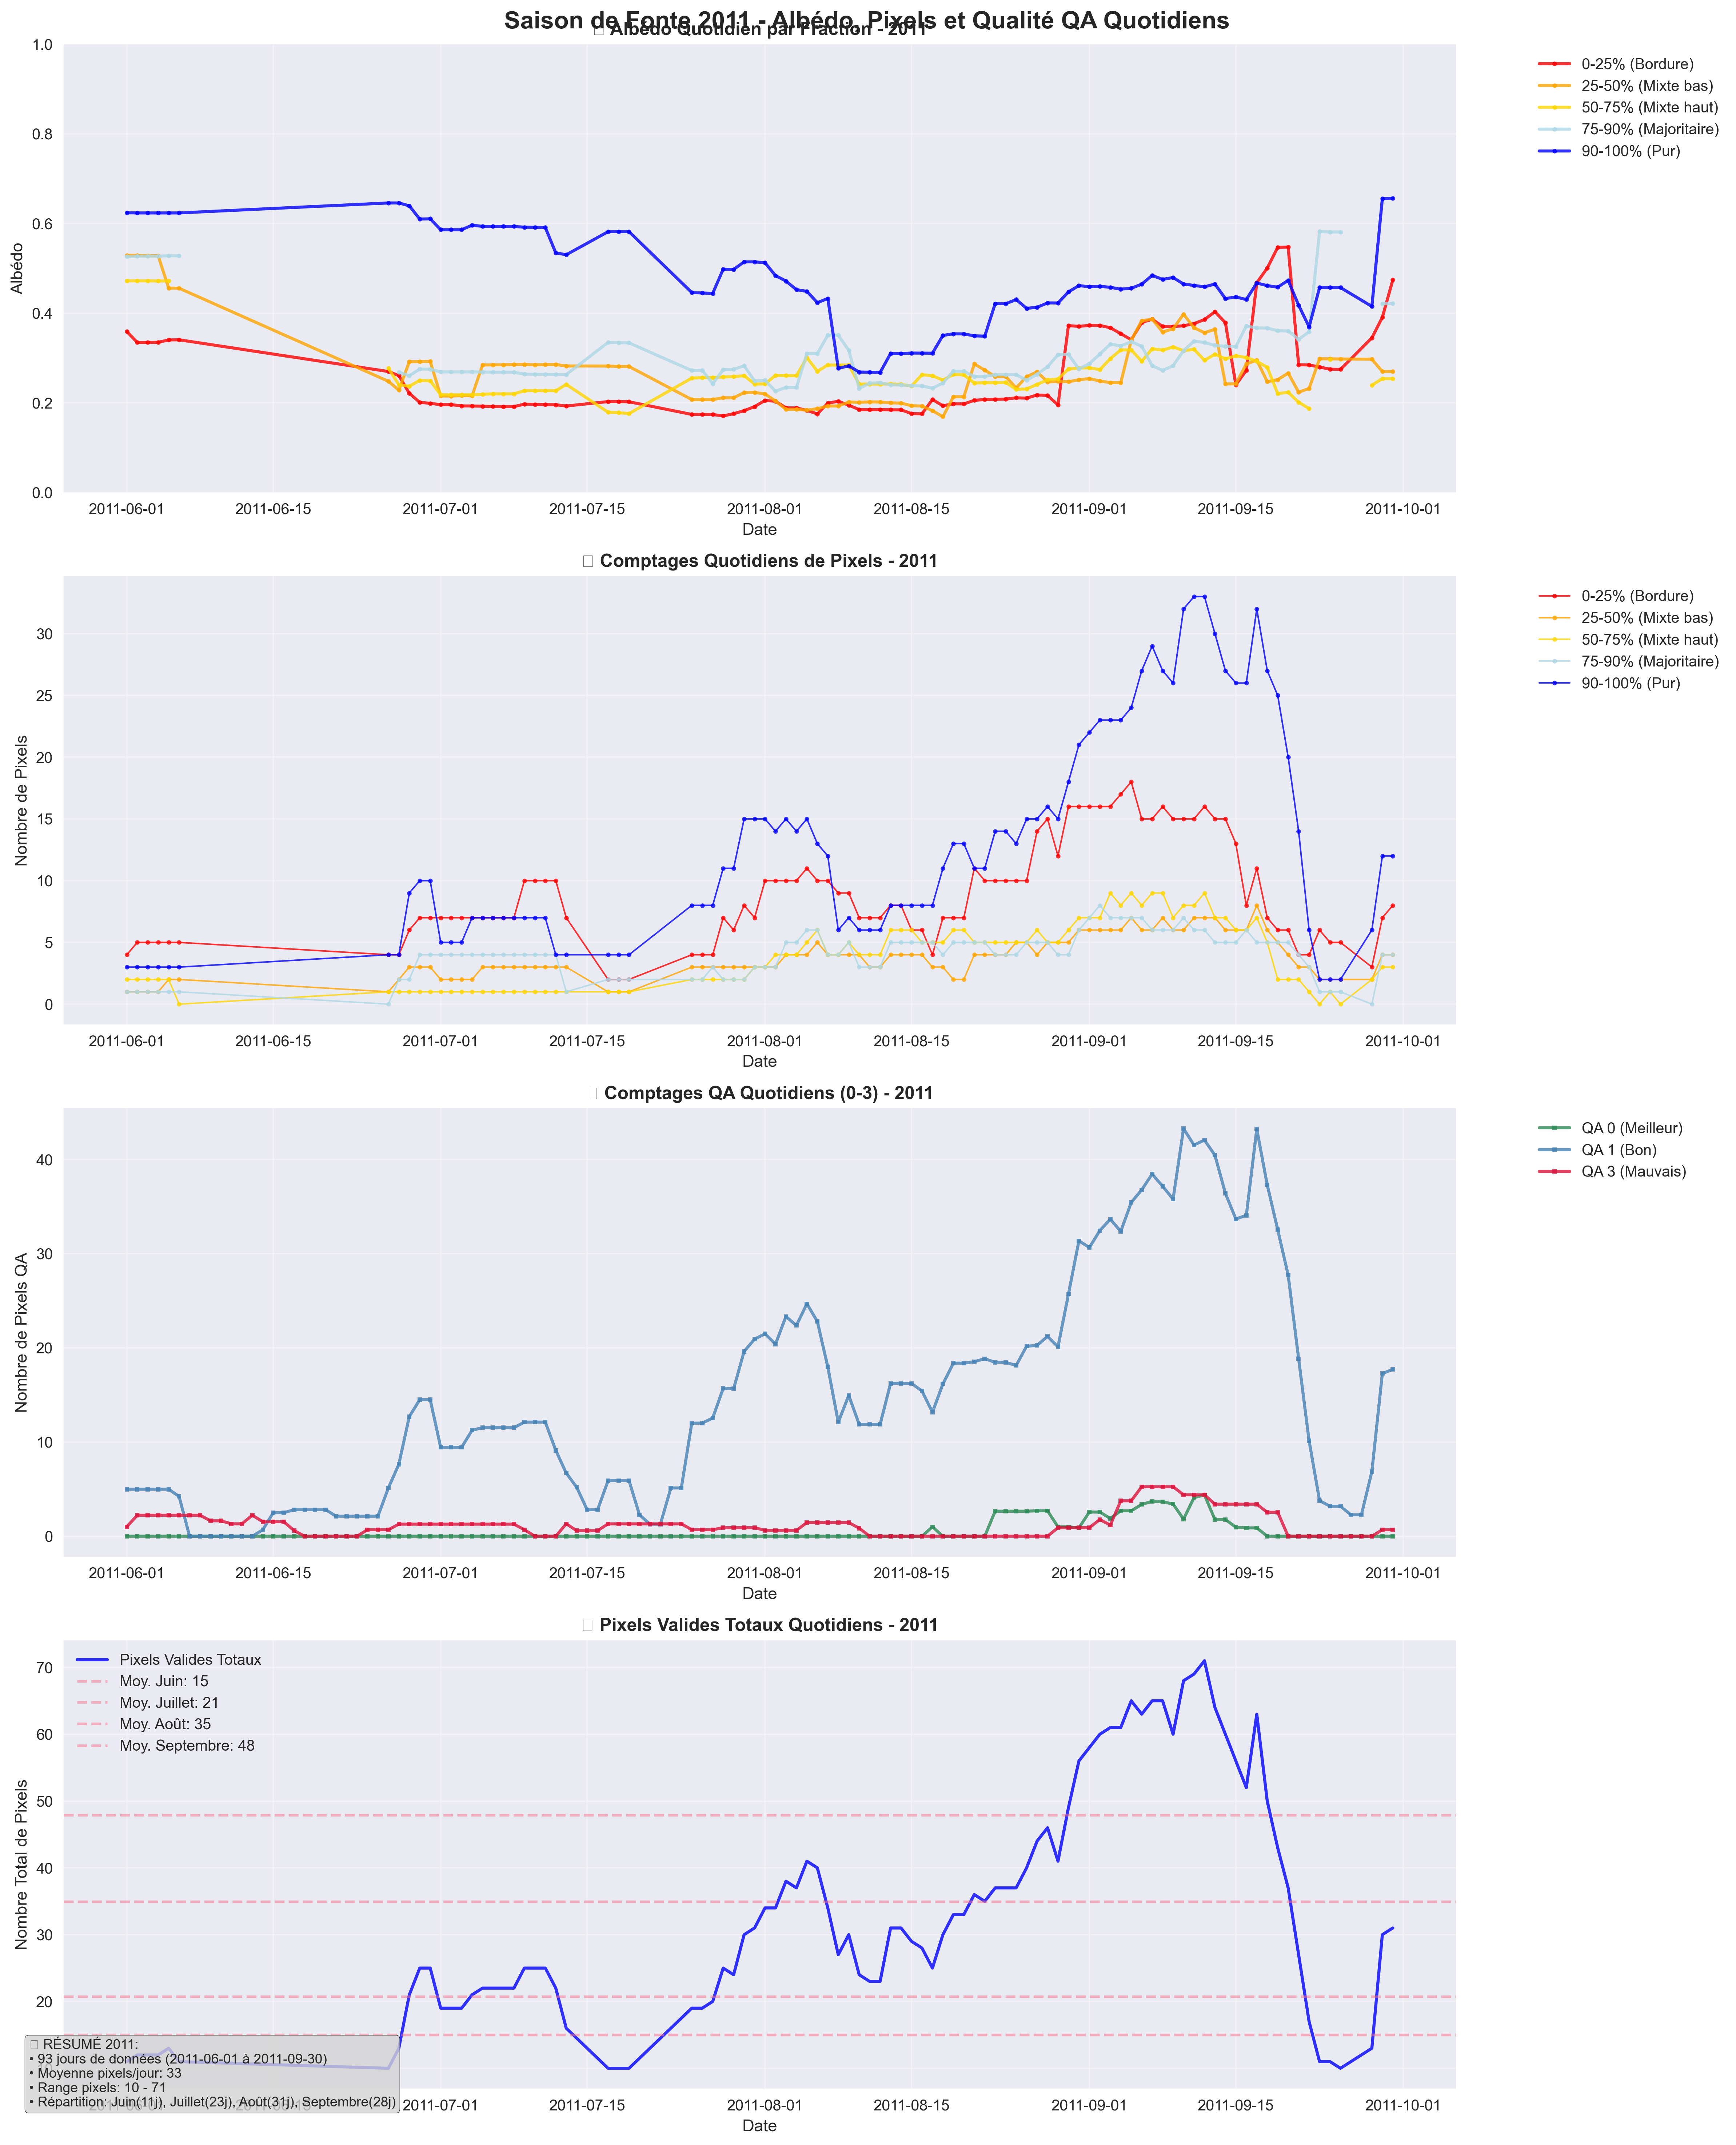 Saison de Fonte 2011 - Albédo, Pixels et Qualité QA Quotidiens
Albédo Quotidien par Fraction - 2011
1.0
0.8
0.6
0.4
0.2
0.0
Albédo
2011-06-01 2011-06-15 2011-07-01 2011-07-15 2011-08-01 2011-08-15 2011-09-01 2011-09-15 2011-10-01
Date
0-25% (Bordure)
25-50% (Mixte bas)
50-75% (Mixte haut)
75-90% (Majoritaire)
90-100% (Pur)
Comptages Quotidiens de Pixels - 2011
30
25
20
15
10
5
0
Nombre de Pixels
2011-06-01 2011-06-15 2011-07-01 2011-07-15 2011-08-01 2011-08-15 2011-09-01 2011-09-15 2011-10-01
Date
0-25% (Bordure)
25-50% (Mixte bas)
50-75% (Mixte haut)
75-90% (Majoritaire)
90-100% (Pur)
Comptages QA Quotidiens (0-3) - 2011
40
30
20
10
0
Nombre de Pixels QA
2011-06-01 2011-06-15 2011-07-01 2011-07-15 2011-08-01 2011-08-15 2011-09-01 2011-09-15 2011-10-01
Date
QA 0 (Meilleur)
QA 1 (Bon)
QA 3 (Mauvais)
Pixels Valides Totaux Quotidiens - 2011
Pixels Valides Totaux
Moy. Juin: 15
Moy. Juillet: 21
Moy. Août: 35
Moy. Septembre: 48
70
60
50
40
30
20
Nombre Total de Pixels
RÉSUMÉ 2011:
• 93 jours de données (2011-06-01 à 2011-09-30)
• Moyenne pixels/jour: 33
• Range pixels: 10 - 71
• Répartition: Juin(11j), Juillet(23j), Août(31j), Septembre(28j)
2011-07-01 2011-07-15 2011-08-01 2011-08-15 2011-09-01 2011-09-15 2011-10-01
Date